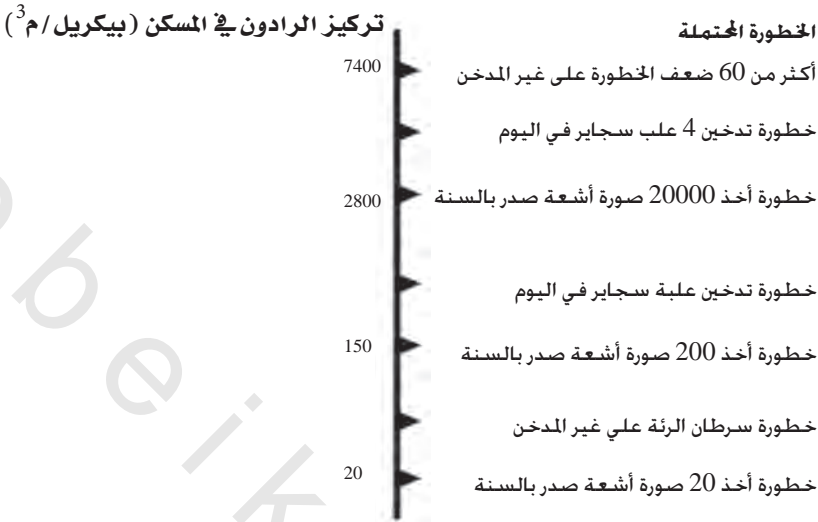 الخطورة المحتملة
تركيز الرادون في المسكن (بيكريل/م3)
أكثر من 60 ضعف الخطورة على غير المدخن
7400
خطورة تدخين 4 علب سجاير في اليوم
خطورة أخذ 20000 صورة أشعة صدر بالسنة
2800
خطورة تدخين علبة سجاير في اليوم
خطورة أخذ 200 صورة أشعة صدر بالسنة
150
خطورة سرطان الرئة علي غير المدخن
خطورة أخذ 20 صورة أشعة صدر بالسنة
20
b e i k